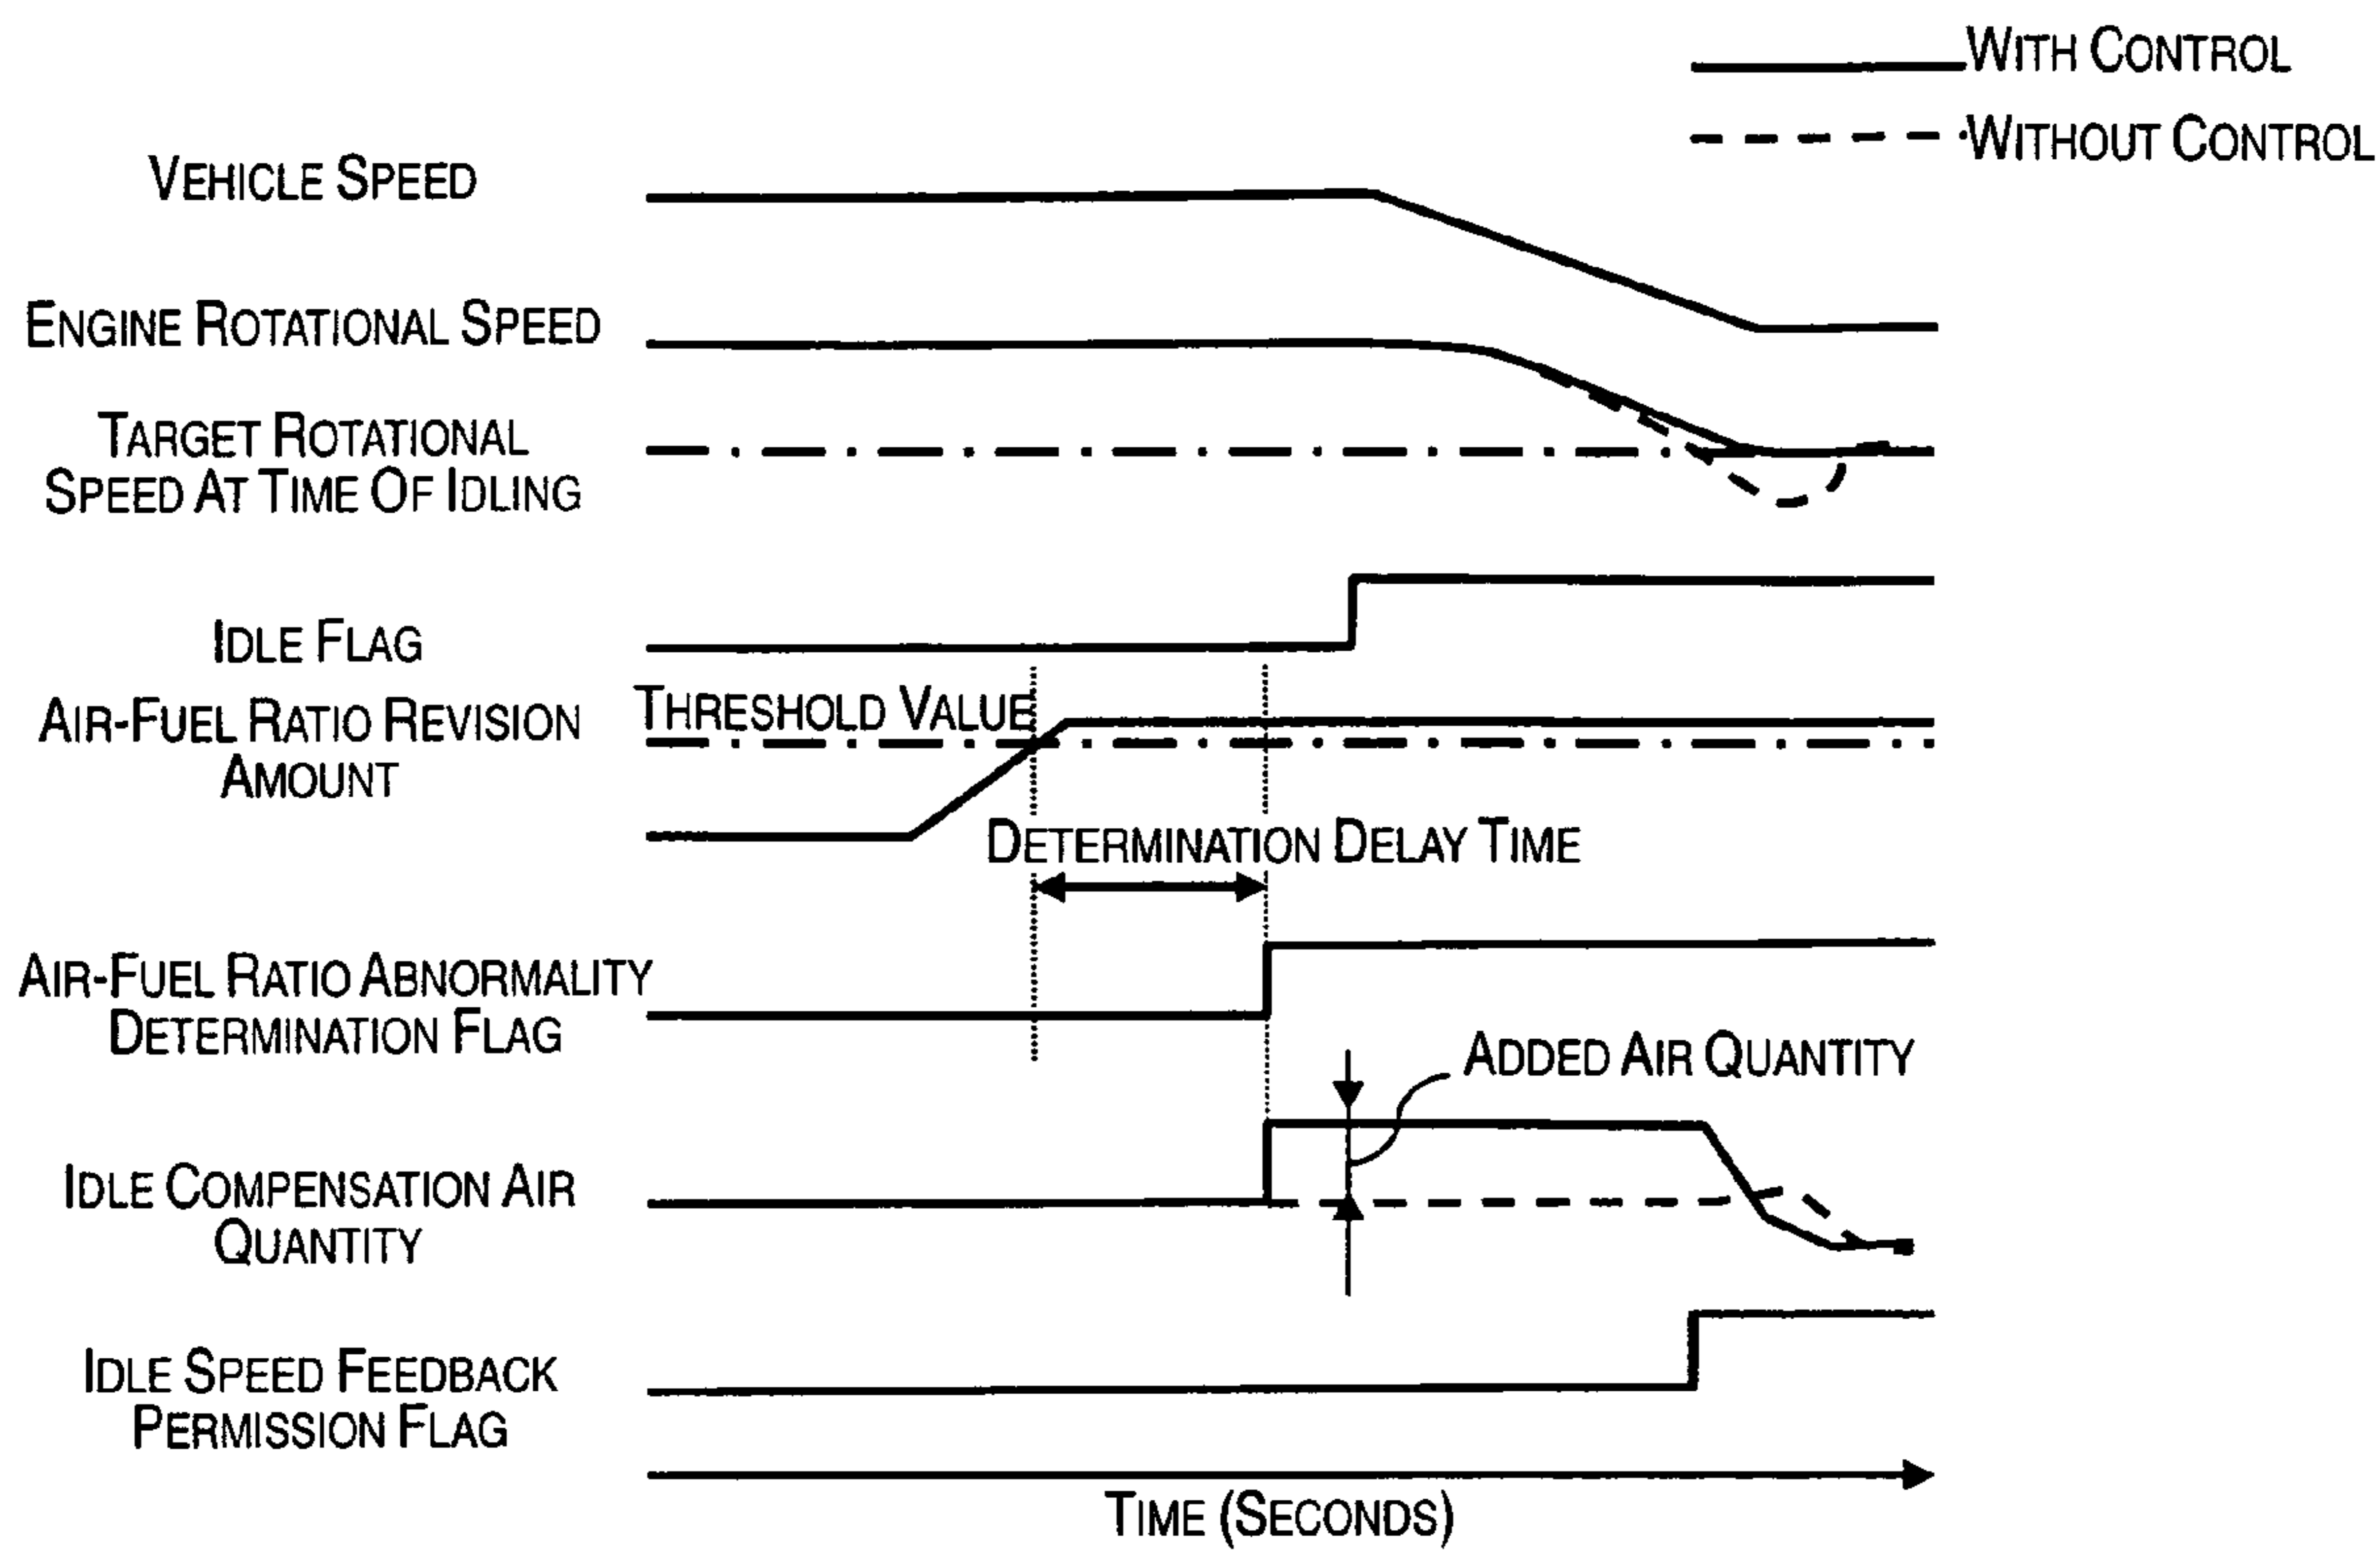 WITH CONTROL
WITHOUT CONTROL
VEHICLE SPEED
ENGINE ROTATIONAL SPEED
TARGET ROTATIONAL
SPEED AT TIME OF IDLING
IDLE FLAG
THRESHOLD VALUE
AIR-FUEL RATIO REVISION
AMOUNT
DETERMINATION DELAY TIME
AIR-FUEL RATIO ABNORMALITY
DETERMINATION FLAG
ADDED AIR QUANTITY
IDLE COMPENSATION AIR
QUANTITY
IDLE SPEED FEEDBACK
PERMISSION FLAG
TIME (SECONDS)